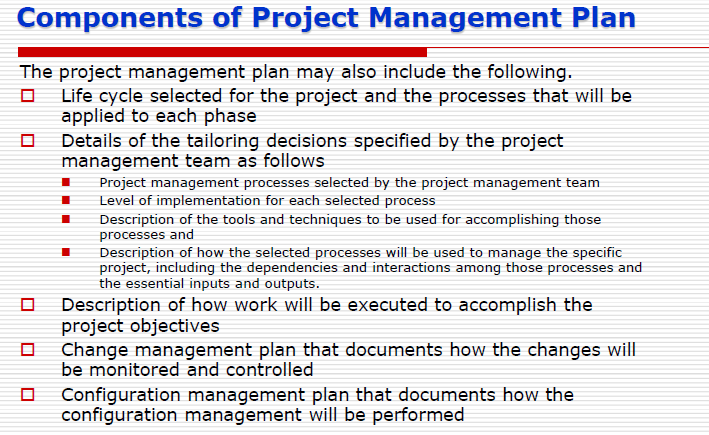 Components of Project Management Plan
The project management plan may also include the following.
Life cycle selected for the project and the processes that will be
applied to each phase
Details of the tailoring decisions specified by the project
management team as follows
Project management processes selected by the project management team
Level of implementation for each selected process
Description of the tools and techniques to be used for accomplishing those
processes and
Description of how the selected processes will be used to manage the specific
project, including the dependencies and interactions among those processes and
the essential inputs and outputs.
Description of how work will be executed to accomplish the
project objectives
Change management plan that documents how the changes will
be monitored and controlled
Configuration management plan that documents how the
configuration management will be performed